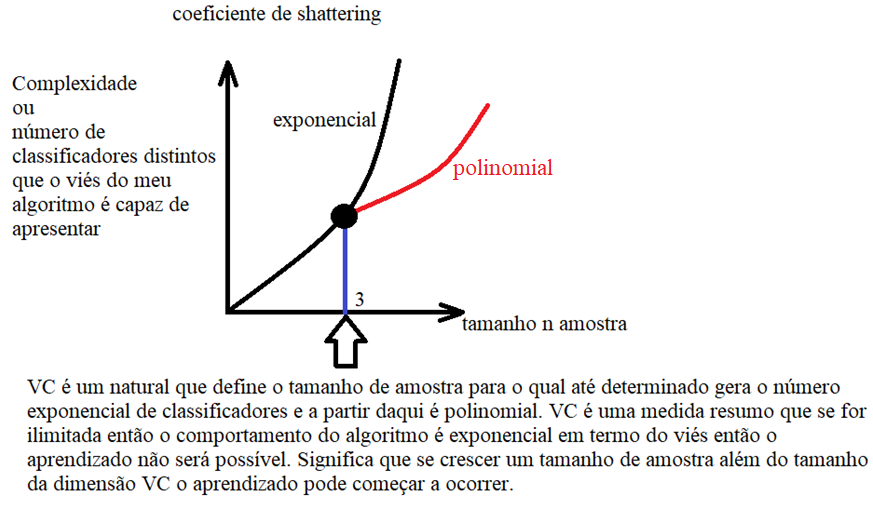 coeficiente de shattering
Complexidade
ou
número de
classificadores distintos
que o viés do meu
algoritmo é capaz de
apresentar
exponencial
polinomial
3
tamanho n amostra
VC é um natural que define o tamanho de amostra para o qual até determinado gera o número
exponencial de classificadores e a partir daqui é polinomial. VC é uma medida resumo que se for
ilimitada então o comportamento do algoritmo é exponencial em termo do viés então o
aprendizado não será possível. Significa que se crescer um tamanho de amostra além do tamanho
da dimensão VC o aprendizado pode começar a ocorrer.